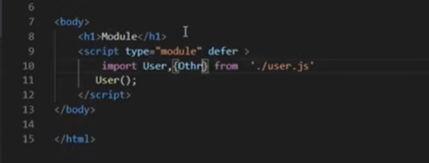 6
7 <body>
8 <h1>Module</h1>
9 <script type="module" defer >
10 import User,{Othr} from './user.js'
11 User();
12 </script>
13 </body>
14
15 </html>